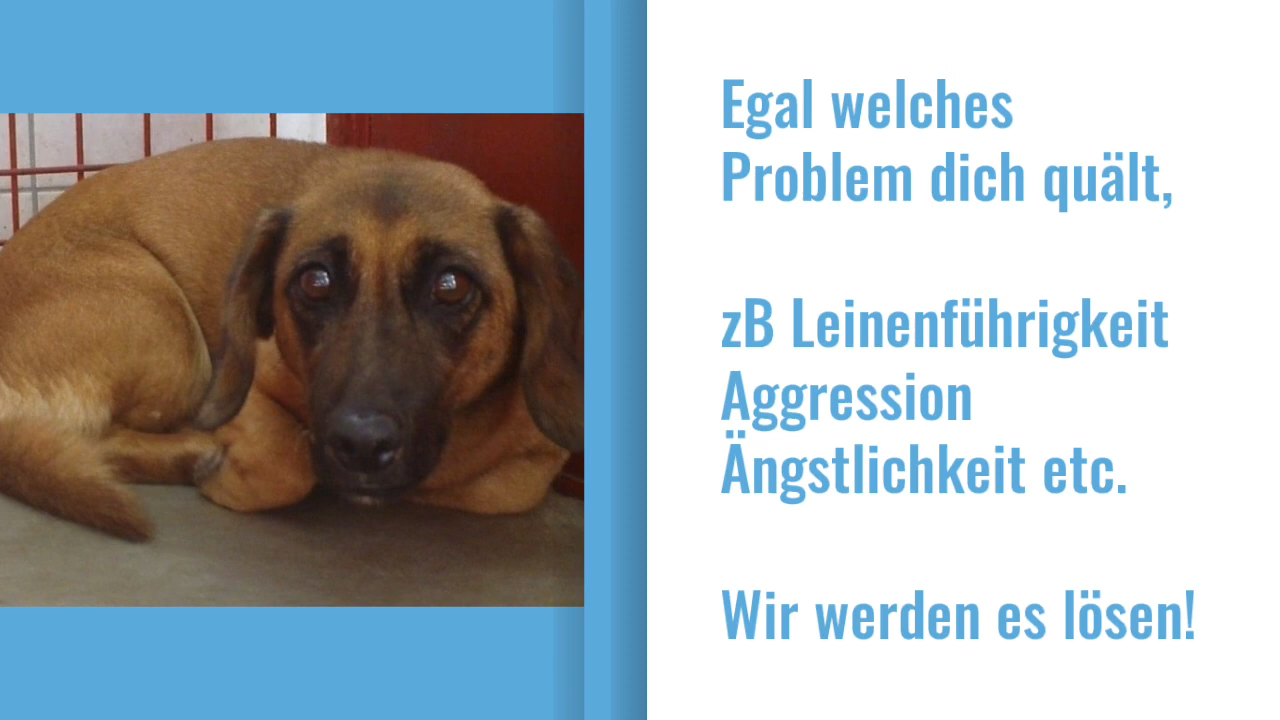 Egal welches
Problem dich quält,
zB Leinenführigkeit
Aggression
Ängstlichkeit etc.
Wir werden es lösen!